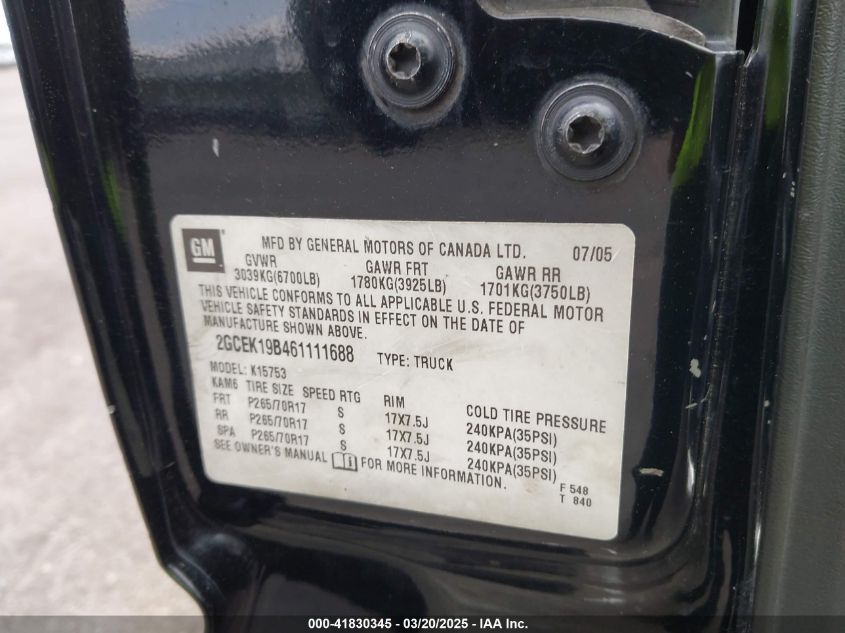 GM
MFD BY GENERAL MOTORS OF CANADA LTD. 07/05
GVWR GAWR FRT GAWR RR
3039KG(6700LB) 1780KG(3925LB) 1701KG(3750LB)
THIS VEHICLE CONFORMS TO ALL APPLICABLE U.S. FEDERAL MOTOR
VEHICLE SAFETY STANDARDS IN EFFECT ON THE DATE OF
MANUFACTURE SHOWN ABOVE.
2GCEK19B461111688 TYPE: TRUCK
MODEL: K15753
KAM6 TIRE SIZE SPEED RTG RIM COLD TIRE PRESSURE
FRT P265/70R17 S 17X7.5J 240KPA(35PSI)
RR P265/70R17 S 17X7.5J 240KPA(35PSI)
SPA P265/70R17 S 17X7.5J 240KPA(35PSI)
SEE OWNER'S MANUAL FOR MORE INFORMATION.
F 548
T 840
000-41830345 - 03/20/2025 - IAA Inc.